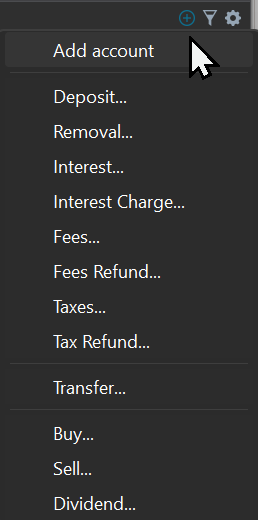 Add account
Deposit...
Removal...
Interest...
Interest Charge...
Fees...
Fees Refund...
Taxes...
Tax Refund...
Transfer...
Buy...
Sell...
Dividend...